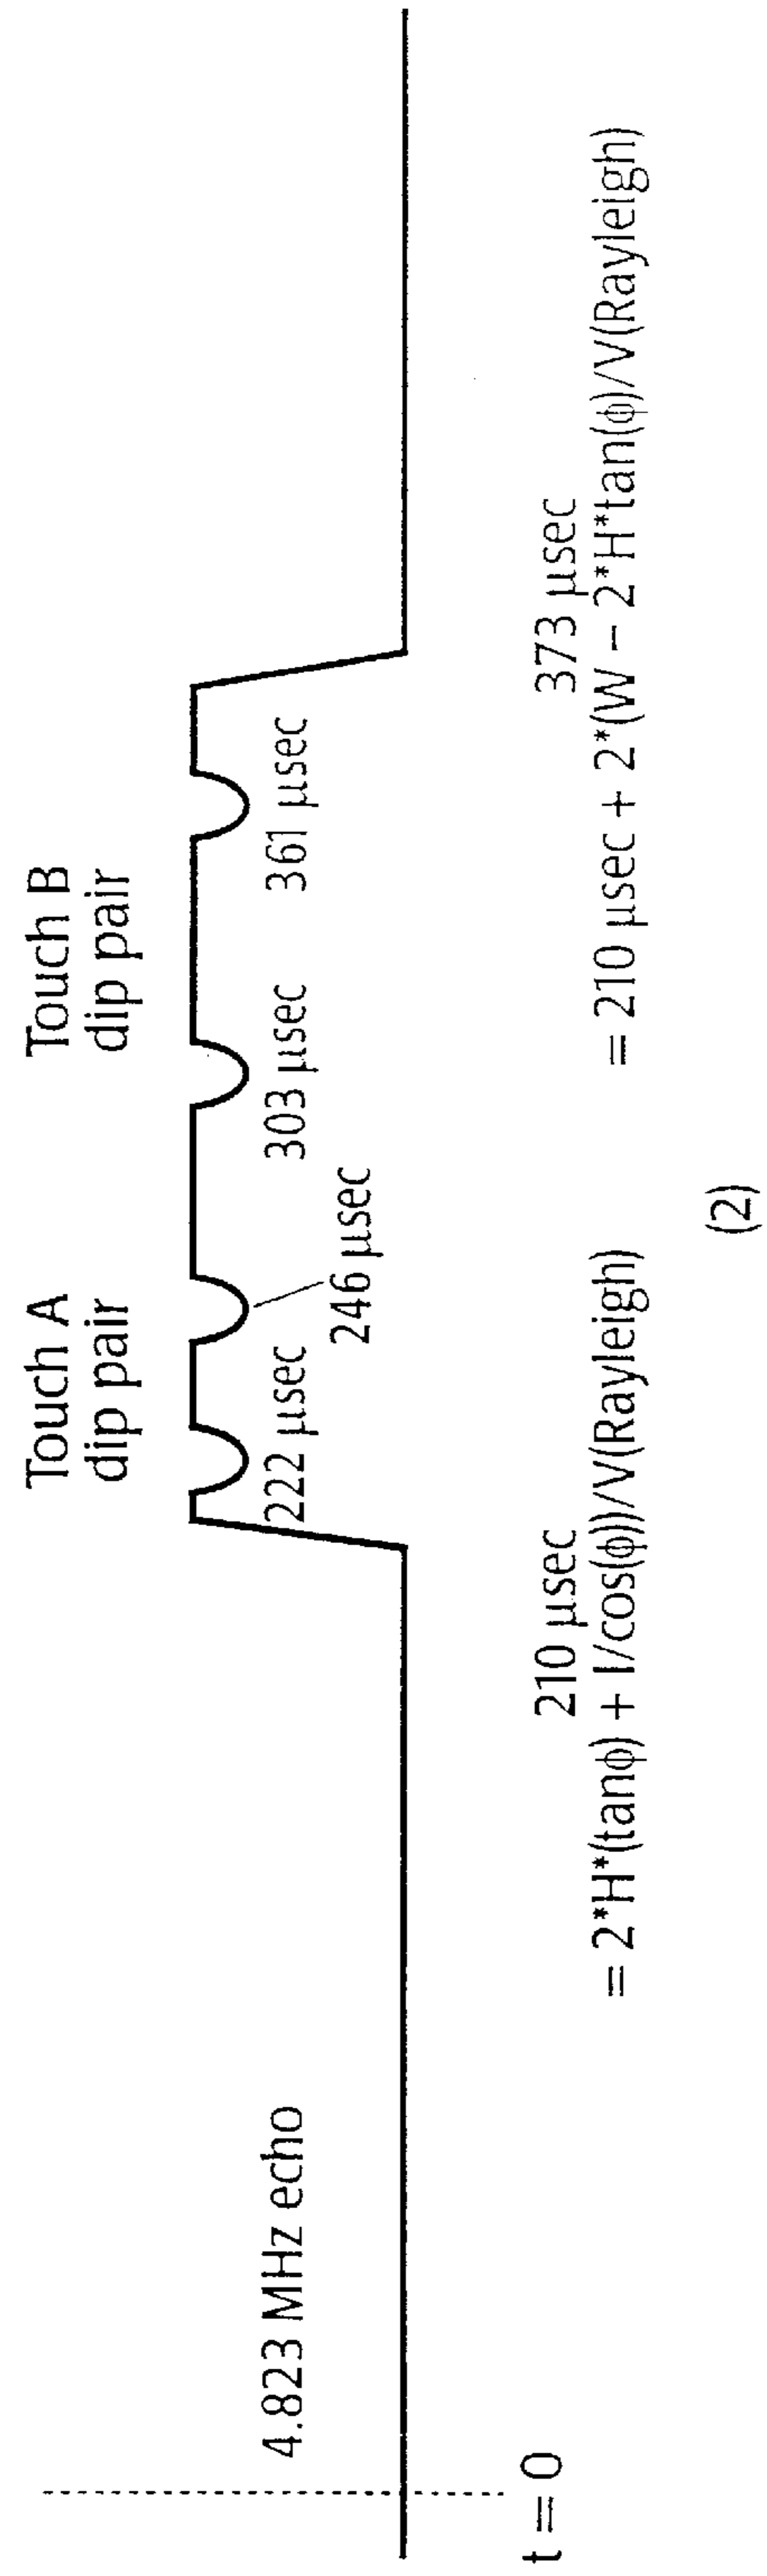 Touch A
dip pair
Touch B
dip pair
4.823 MHz echo
222 µsec
246 µsec
303 µsec
361 µsec
t = 0
210 µsec
= 2*H*(tanϕ) + I/cos(ϕ))/V(Rayleigh)
373 µsec
= 210 µsec + 2*(W − 2*H*tan(ϕ)/V(Rayleigh)
(2)